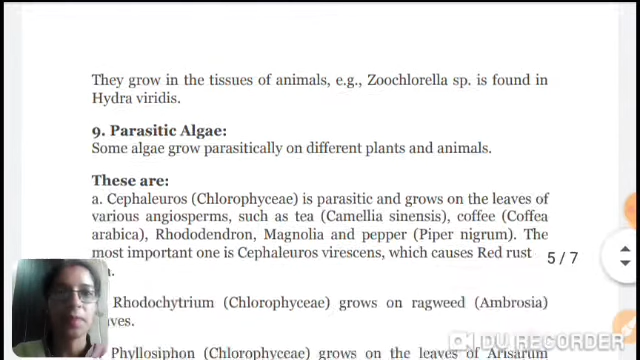 They grow in the tissues of animals, e.g., Zoochlorella sp. is found in
Hydra viridis.
9. Parasitic Algae:
Some algae grow parasitically on different plants and animals.
These are:
a. Cephaleuros (Chlorophyceae) is parasitic and grows on the leaves of
various angiosperms, such as tea (Camellia sinensis), coffee (Coffea
arabica), Rhododendron, Magnolia and pepper (Piper nigrum). The
most important one is Cephaleuros virescens, which causes Red rust
5 / 7
Rhodochytrium (Chlorophyceae) grows on ragweed (Ambrosia)
Phyllosiphon (Chlorophyceae) grows on the leaves of Arisarum
DU RECORDER